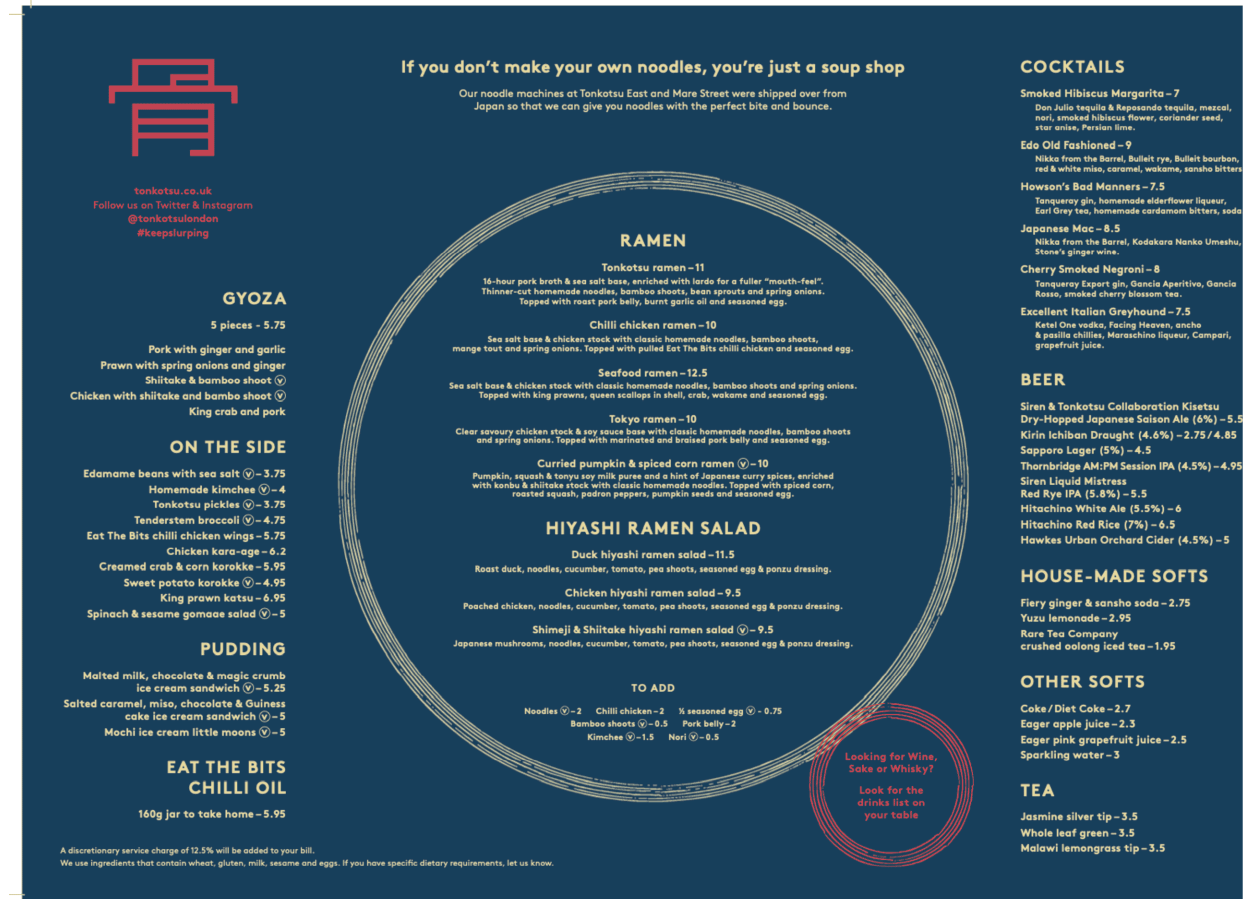 If you don't make your own noodles, you're just a soup shop
Our noodle machines at Tonkotsu East and Mare Street were shipped over from
Japan so that we can give you noodles with the perfect bite and bounce.
tonkotsu.co.uk
Follow us on Twitter & Instagram
@tonkotsulondon
#keepslurping
GYOZA
5 pieces - 5.75
Pork with ginger and garlic
Prawn with spring onions and ginger
Shiitake & bamboo shoot Ⓥ
Chicken with shiitake and bambo shoot Ⓥ
King crab and pork
ON THE SIDE
Edamame beans with sea salt Ⓥ – 3.75
Homemade kimchee Ⓥ – 4
Tonkotsu pickles Ⓥ – 3.75
Tenderstem broccoli Ⓥ – 4.75
Eat The Bits chilli chicken wings – 5.75
Chicken kara-age – 6.2
Creamed crab & corn korokke – 5.95
Sweet potato korokke Ⓥ – 4.95
King prawn katsu – 6.95
Spinach & sesame gomaae salad Ⓥ – 5
PUDDING
Malted milk, chocolate & magic crumb
ice cream sandwich Ⓥ – 5.25
Salted caramel, miso, chocolate & Guiness
cake ice cream sandwich Ⓥ – 5
Mochi ice cream little moons Ⓥ – 5
EAT THE BITS
CHILLI OIL
160g jar to take home – 5.95
A discretionary service charge of 12.5% will be added to your bill.
We use ingredients that contain wheat, gluten, milk, sesame and eggs. If you have specific dietary requirements, let us know.
RAMEN
Tonkotsu ramen – 11
16-hour pork broth & sea salt base, enriched with lardo for a fuller “mouth-feel”.
Thinner-cut homemade noodles, bamboo shoots, bean sprouts and spring onions.
Topped with roast pork belly, burnt garlic oil and seasoned egg.
Chilli chicken ramen – 10
Sea salt base & chicken stock with classic homemade noodles, bamboo shoots,
mange tout and spring onions. Topped with pulled Eat The Bits chilli chicken and seasoned egg.
Seafood ramen – 12.5
Sea salt base & chicken stock with classic homemade noodles, bamboo shoots and spring onions.
Topped with king prawns, queen scallops in shell, crab, wakame and seasoned egg.
Tokyo ramen – 10
Clear savoury chicken stock & soy sauce base with classic homemade noodles, bamboo shoots
and spring onions. Topped with marinated and braised pork belly and seasoned egg.
Curried pumpkin & spiced corn ramen Ⓥ – 10
Pumpkin, squash & tonyu soy milk puree and a hint of Japanese curry spices, enriched
with konbu & shiitake stock with classic homemade noodles. Topped with spiced corn,
roasted squash, padron peppers, pumpkin seeds and seasoned egg.
HIYASHI RAMEN SALAD
Duck hiyashi ramen salad – 11.5
Roast duck, noodles, cucumber, tomato, pea shoots, seasoned egg & ponzu dressing.
Chicken hiyashi ramen salad – 9.5
Poached chicken, noodles, cucumber, tomato, pea shoots, seasoned egg & ponzu dressing.
Shimeji & Shiitake hiyashi ramen salad Ⓥ – 9.5
Japanese mushrooms, noodles, cucumber, tomato, pea shoots, seasoned egg & ponzu dressing.
TO ADD
Noodles Ⓥ – 2 Chilli chicken – 2 ½ seasoned egg Ⓥ - 0.75
Bamboo shoots Ⓥ – 0.5 Pork belly – 2
Kimchee Ⓥ – 1.5 Nori Ⓥ – 0.5
Looking for Wine,
Sake or Whisky?
Look for the
drinks list on
your table
COCKTAILS
Smoked Hibiscus Margarita – 7
Don Julio tequila & Reposando tequila, mezcal,
nori, smoked hibiscus flower, coriander seed,
star anise, Persian lime.
Edo Old Fashioned – 9
Nikka from the Barrel, Bulleit rye, Bulleit bourbon,
red & white miso, caramel, wakame, sansho bitters
Howson's Bad Manners – 7.5
Tanqueray gin, homemade elderflower liqueur,
Earl Grey tea, homemade cardamom bitters, soda
Japanese Mac – 8.5
Nikka from the Barrel, Kodakara Nanko Umeshu,
Stone's ginger wine.
Cherry Smoked Negroni – 8
Tanqueray Export gin, Gancia Aperitivo, Gancia
Rosso, smoked cherry blossom tea.
Excellent Italian Greyhound – 7.5
Ketel One vodka, Facing Heaven, ancho
& pasilla chillies, Maraschino liqueur, Campari,
grapefruit juice.
BEER
Siren & Tonkotsu Collaboration Kisetsu
Dry-Hopped Japanese Saison Ale (6%) – 5.5
Kirin Ichiban Draught (4.6%) – 2.75 / 4.85
Sapporo Lager (5%) – 4.5
Thornbridge AM:PM Session IPA (4.5%) – 4.95
Siren Liquid Mistress
Red Rye IPA (5.8%) – 5.5
Hitachino White Ale (5.5%) – 6
Hitachino Red Rice (7%) – 6.5
Hawkes Urban Orchard Cider (4.5%) – 5
HOUSE-MADE SOFTS
Fiery ginger & sansho soda – 2.75
Yuzu lemonade – 2.95
Rare Tea Company
crushed oolong iced tea – 1.95
OTHER SOFTS
Coke / Diet Coke – 2.7
Eager apple juice – 2.3
Eager pink grapefruit juice – 2.5
Sparkling water – 3
TEA
Jasmine silver tip – 3.5
Whole leaf green – 3.5
Malawi lemongrass tip – 3.5